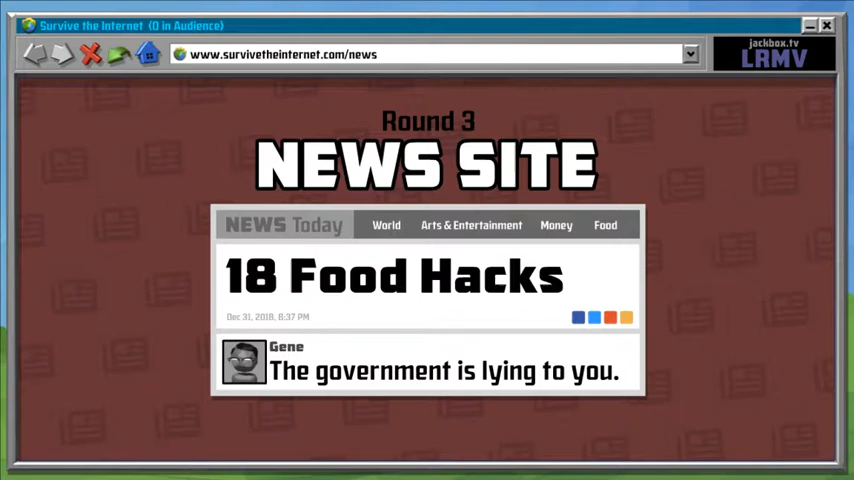 Survive the Internet (0 in Audience)
www.survivetheinternet.com/news
jackbox.tv
LRMV
Round 3
NEWS SITE
NEWS Today World Arts & Entertainment Money Food
18 Food Hacks
Dec 31, 2018, 8:37 PM
Gene
The government is lying to you.